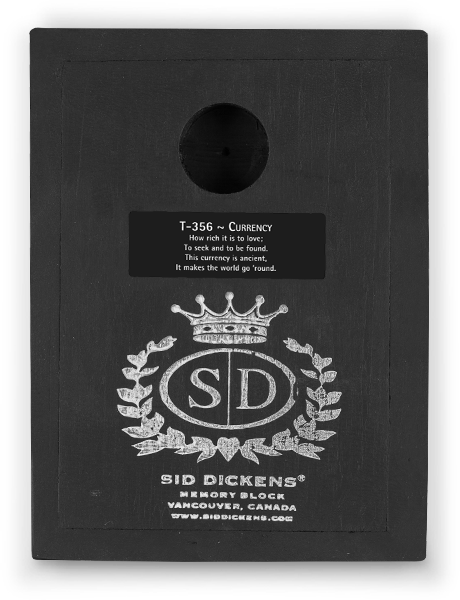 T-356 ~ Currency
How rich it is to love;
To seek and to be found.
This currency is ancient,
It makes the world go 'round.
S D
SID DICKENS®
MEMORY BLOCK
VANCOUVER, CANADA
WWW.SIDDICKENS.COM